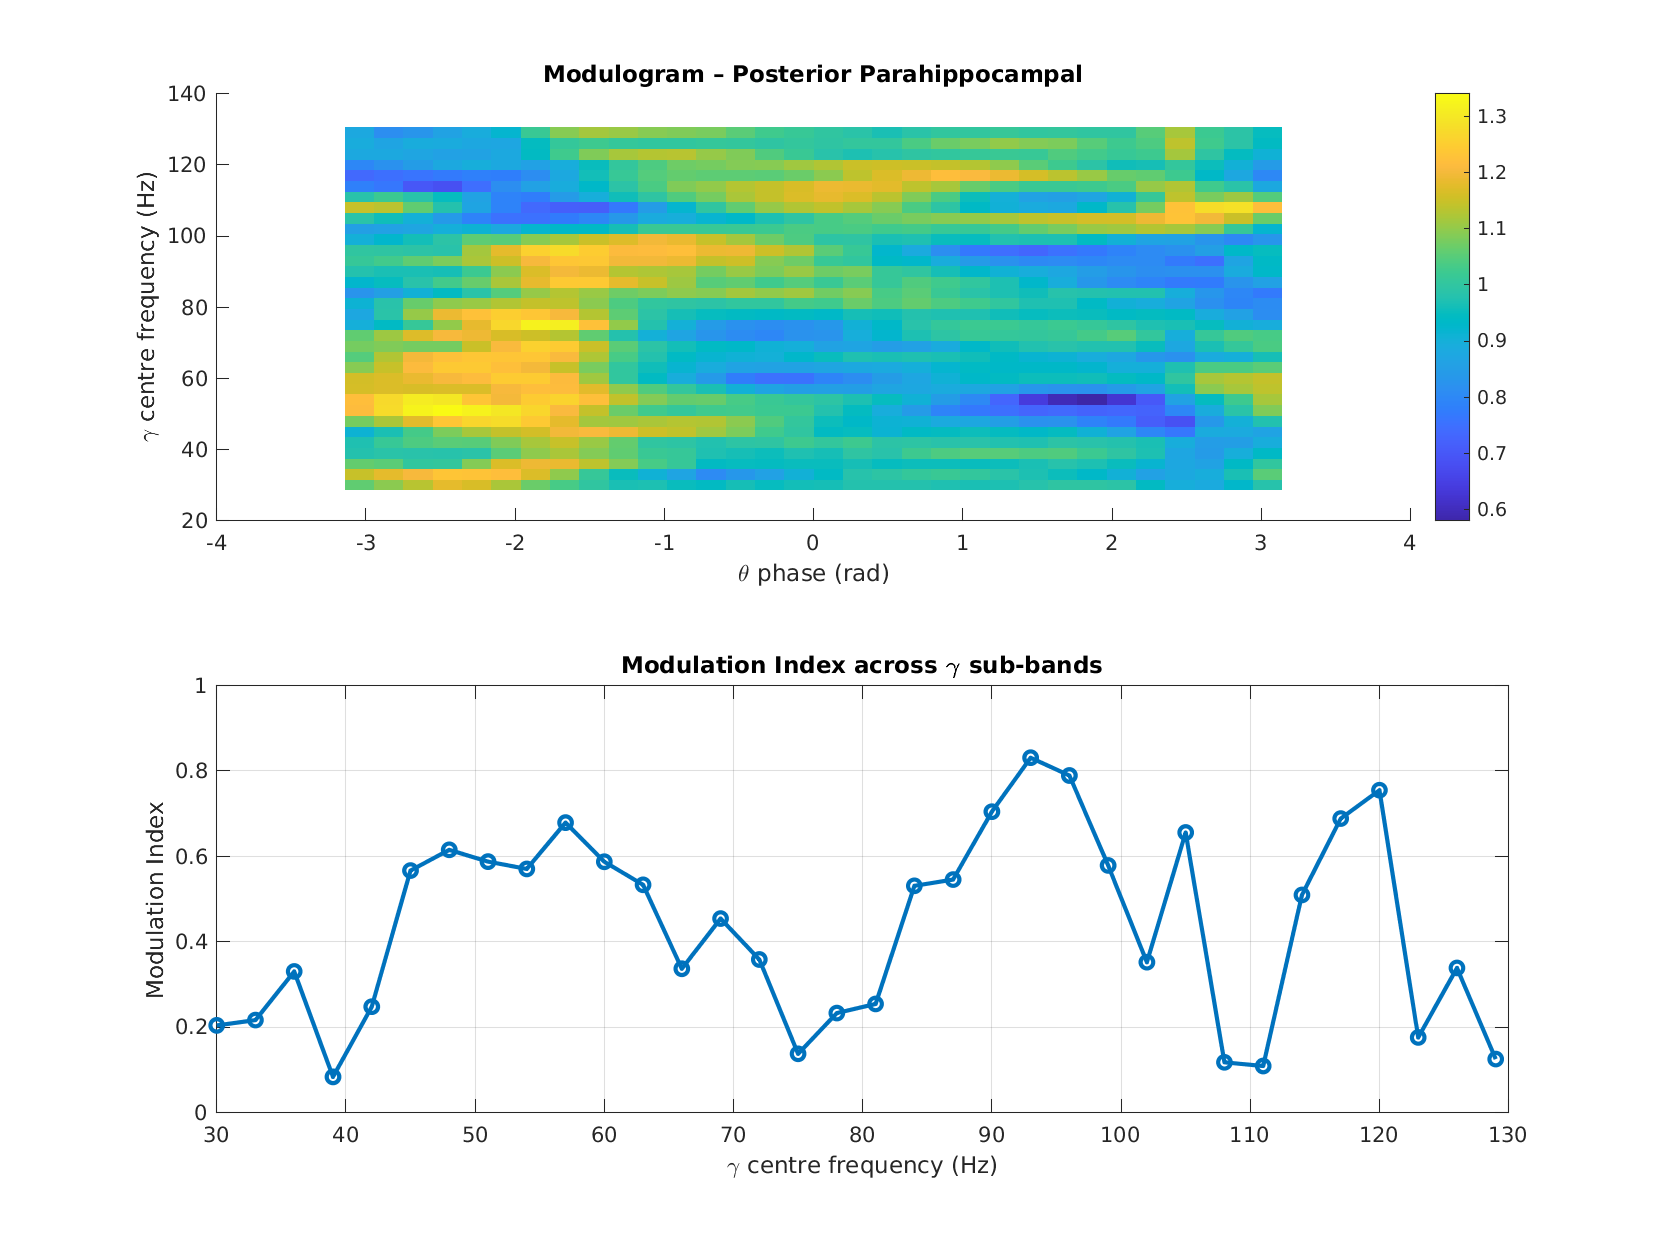 Modulogram – Posterior Parahippocampal
γ centre frequency (Hz)
140
120
100
80
60
40
20
-4 -3 -2 -1 0 1 2 3 4
θ phase (rad)
1.3
1.2
1.1
1
0.9
0.8
0.7
0.6
Modulation Index across γ sub-bands
Modulation Index
1
0.8
0.6
0.4
0.2
0
30 40 50 60 70 80 90 100 110 120 130
γ centre frequency (Hz)